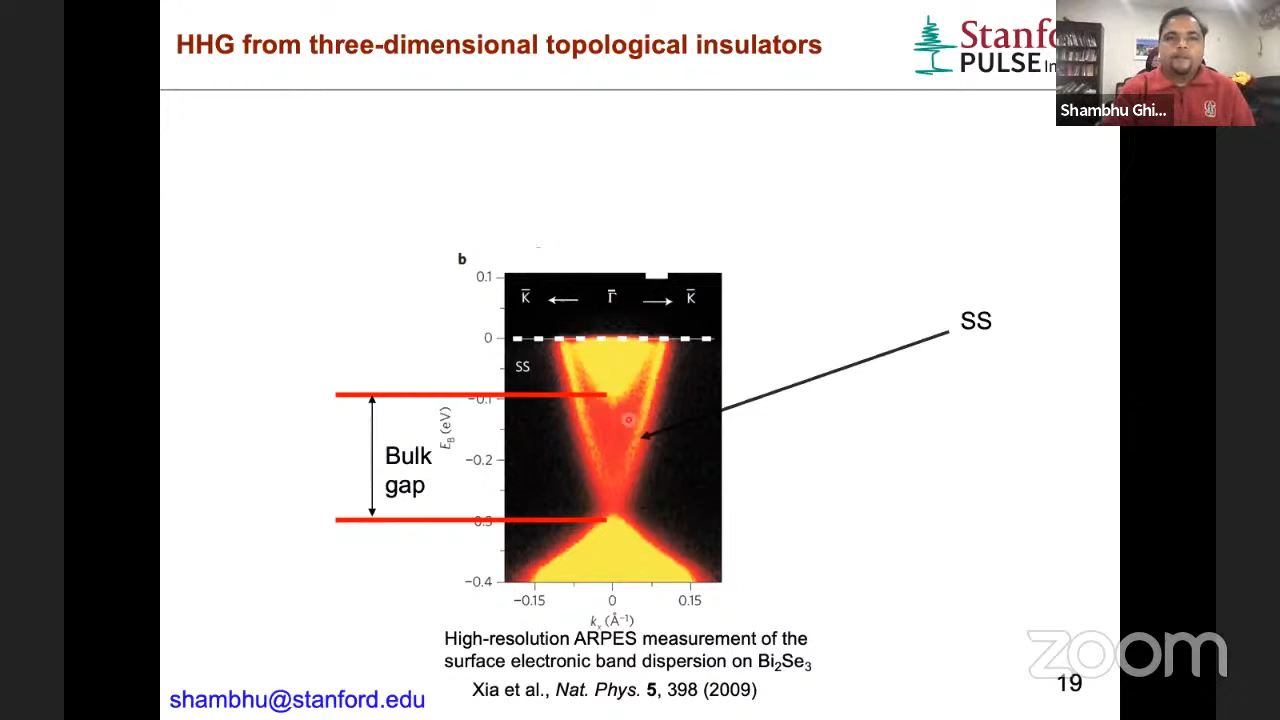 HHG from three-dimensional topological insulators
Stanfo
PULSE In
Shambhu Ghi...
b
0.1
K̅ ← Γ̅ → K̅
0
SS
SS
−0.1
E_B (eV)
Bulk
gap
−0.2
−0.3
−0.4
−0.15 0 0.15
kₓ (Å⁻¹)
High-resolution ARPES measurement of the
surface electronic band dispersion on Bi₂Se₃
Xia et al., Nat. Phys. 5, 398 (2009)
shambhu@stanford.edu
zoom
19